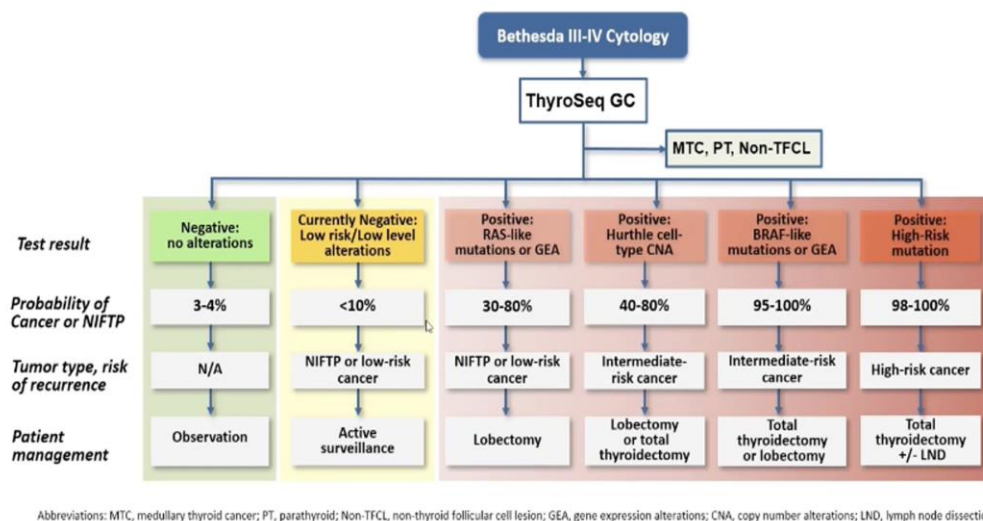 Bethesda III-IV Cytology
ThyroSeq GC
MTC, PT, Non-TFCL
Test result
Negative:
no alterations
Currently Negative:
Low risk/Low level
alterations
Positive:
RAS-like
mutations or GEA
Positive:
Hurthle cell-
type CNA
Positive:
BRAF-like
mutations or GEA
Positive:
High-Risk
mutation
Probability of
Cancer or NIFTP
3-4%
<10%
30-80%
40-80%
95-100%
98-100%
Tumor type, risk
of recurrence
N/A
NIFTP or low-risk
cancer
NIFTP or low-risk
cancer
Intermediate-
risk cancer
Intermediate-
risk cancer
High-risk cancer
Patient
management
Observation
Active
surveillance
Lobectomy
Lobectomy
or total
thyroidectomy
Total
thyroidectomy
or lobectomy
Total
thyroidectomy
+/- LND
Abbreviations: MTC, medullary thyroid cancer; PT, parathyroid; Non-TFCL, non-thyroid follicular cell lesion; GEA, gene expression alterations; CNA, copy number alterations; LND, lymph node dissectio